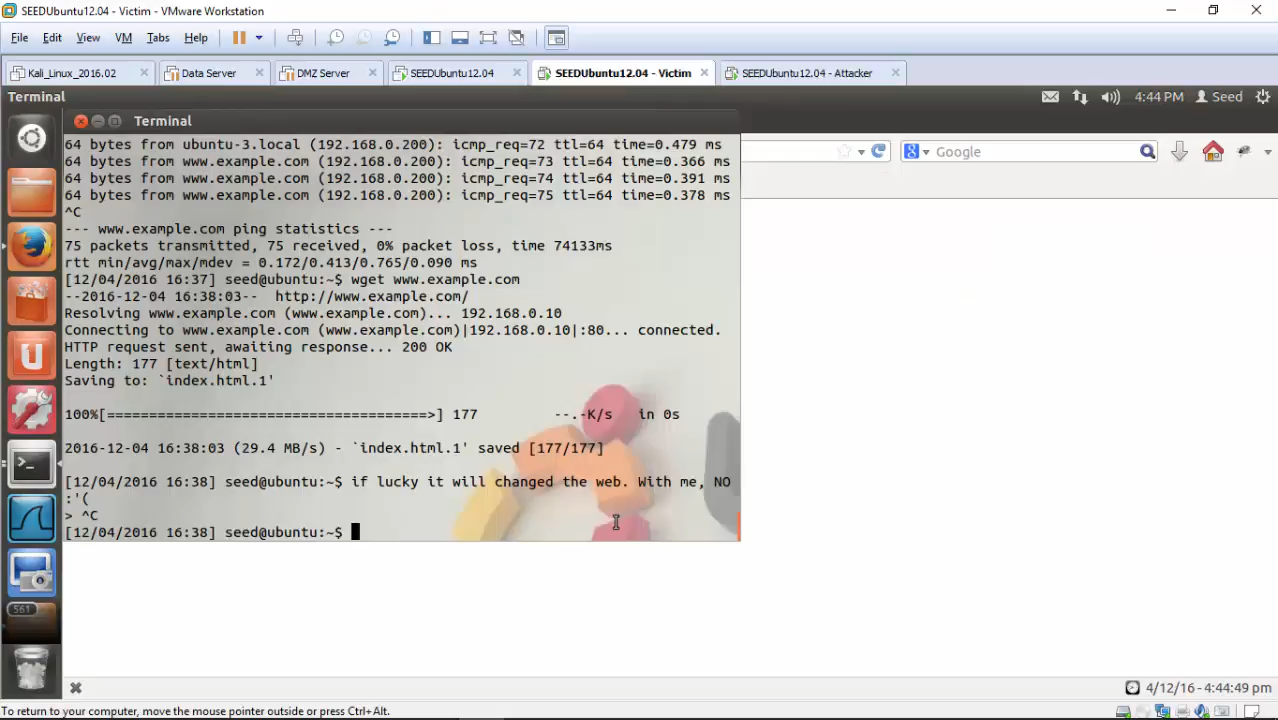 SEEDUbuntu12.04 - Victim - VMware Workstation
File Edit View VM Tabs Help
Kali_Linux_2016.02 Data Server DMZ Server SEEDUbuntu12.04 SEEDUbuntu12.04 - Victim SEEDUbuntu12.04 - Attacker
Terminal 4:44 PM Seed
Terminal
Google
64 bytes from ubuntu-3.local (192.168.0.200): icmp_req=72 ttl=64 time=0.479 ms
64 bytes from www.example.com (192.168.0.200): icmp_req=73 ttl=64 time=0.366 ms
64 bytes from www.example.com (192.168.0.200): icmp_req=74 ttl=64 time=0.391 ms
64 bytes from www.example.com (192.168.0.200): icmp_req=75 ttl=64 time=0.378 ms
^C
--- www.example.com ping statistics ---
75 packets transmitted, 75 received, 0% packet loss, time 74133ms
rtt min/avg/max/mdev = 0.172/0.413/0.765/0.090 ms
[12/04/2016 16:37] seed@ubuntu:~$ wget www.example.com
--2016-12-04 16:38:03-- http://www.example.com/
Resolving www.example.com (www.example.com)... 192.168.0.10
Connecting to www.example.com (www.example.com)|192.168.0.10|:80... connected.
HTTP request sent, awaiting response... 200 OK
Length: 177 [text/html]
Saving to: `index.html.1'
100%[======================================>] 177 --.-K/s in 0s
2016-12-04 16:38:03 (29.4 MB/s) - `index.html.1' saved [177/177]
[12/04/2016 16:38] seed@ubuntu:~$ if lucky it will changed the web. With me, NO
:'(
> ^C
[12/04/2016 16:38] seed@ubuntu:~$
561
4/12/16 - 4:44:49 pm
To return to your computer, move the mouse pointer outside or press Ctrl+Alt.